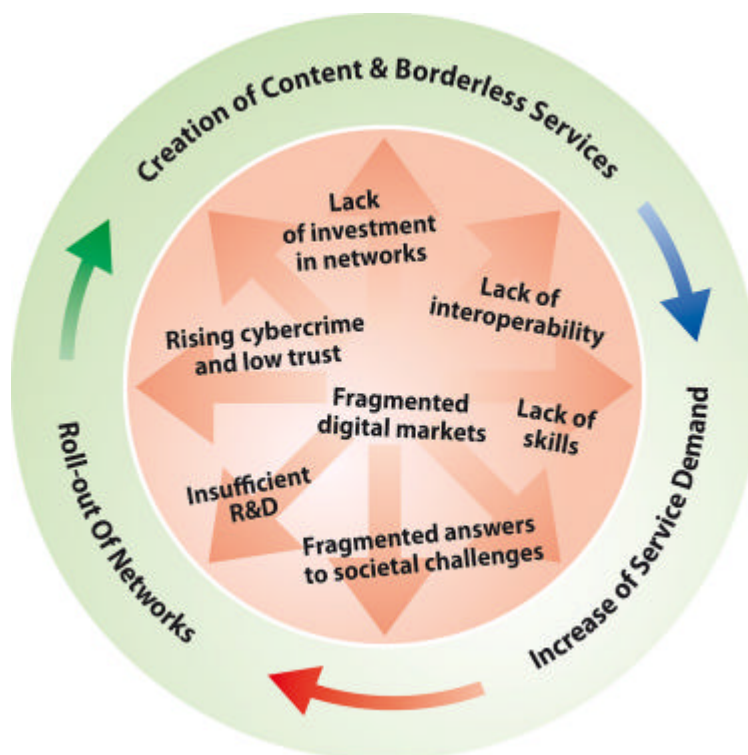 Creation of Content & Borderless Services
Lack
of investment
in networks
Lack of
interoperability
Rising cybercrime
and low trust
Fragmented
digital markets
Lack of
skills
Insufficient
R&D
Fragmented answers
to societal challenges
Increase of Service Demand
Roll-out Of Networks